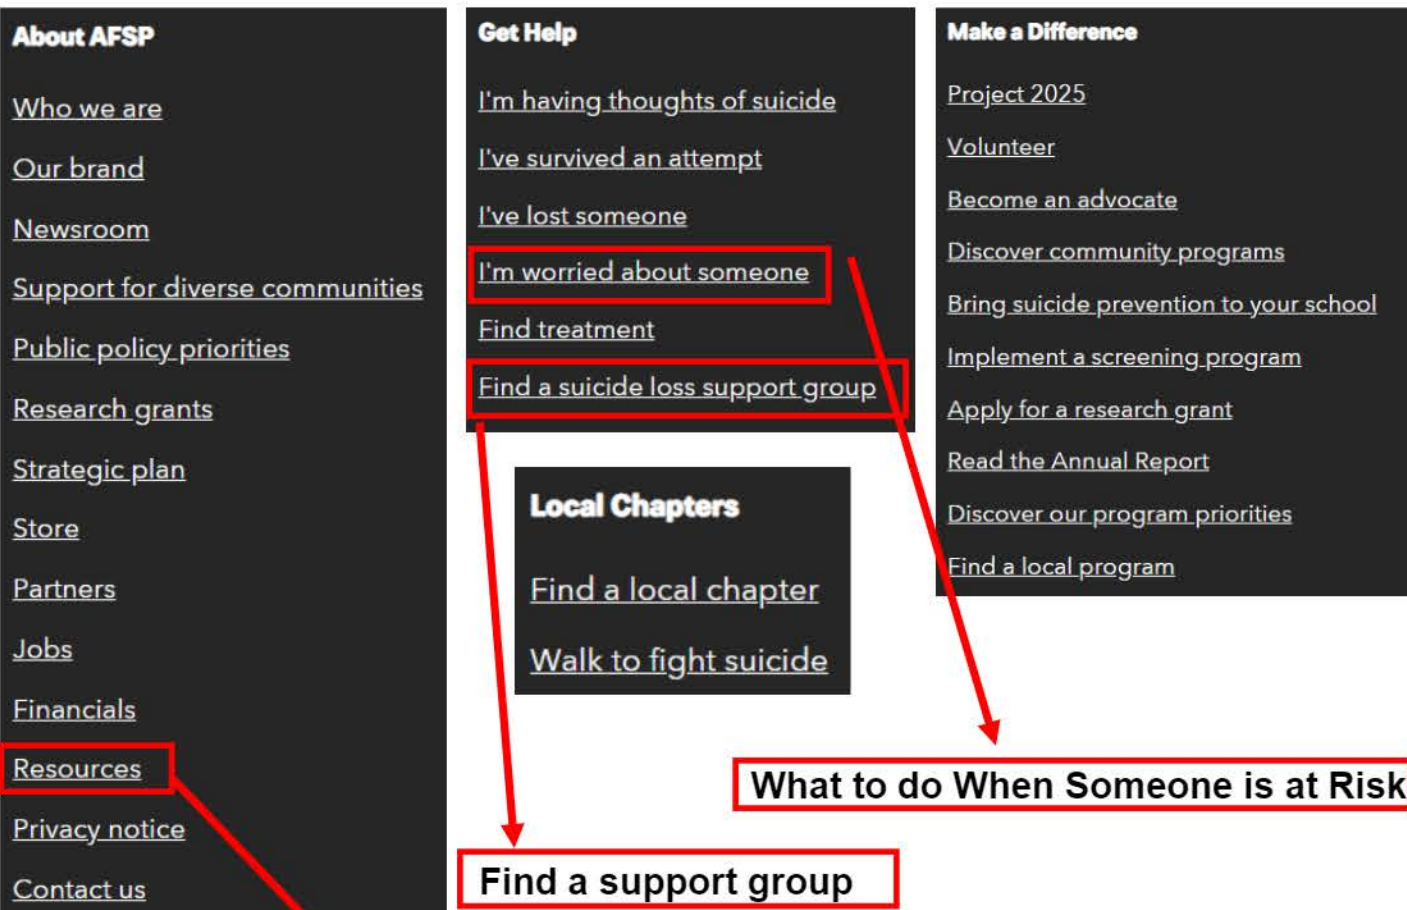 About AFSP
Who we are
Our brand
Newsroom
Support for diverse communities
Public policy priorities
Research grants
Strategic plan
Store
Partners
Jobs
Financials
Resources
Privacy notice
Contact us
Get Help
I'm having thoughts of suicide
I've survived an attempt
I've lost someone
I'm worried about someone
Find treatment
Find a suicide loss support group
Local Chapters
Find a local chapter
Walk to fight suicide
Make a Difference
Project 2025
Volunteer
Become an advocate
Discover community programs
Bring suicide prevention to your school
Implement a screening program
Apply for a research grant
Read the Annual Report
Discover our program priorities
Find a local program
What to do When Someone is at Risk
Find a support group